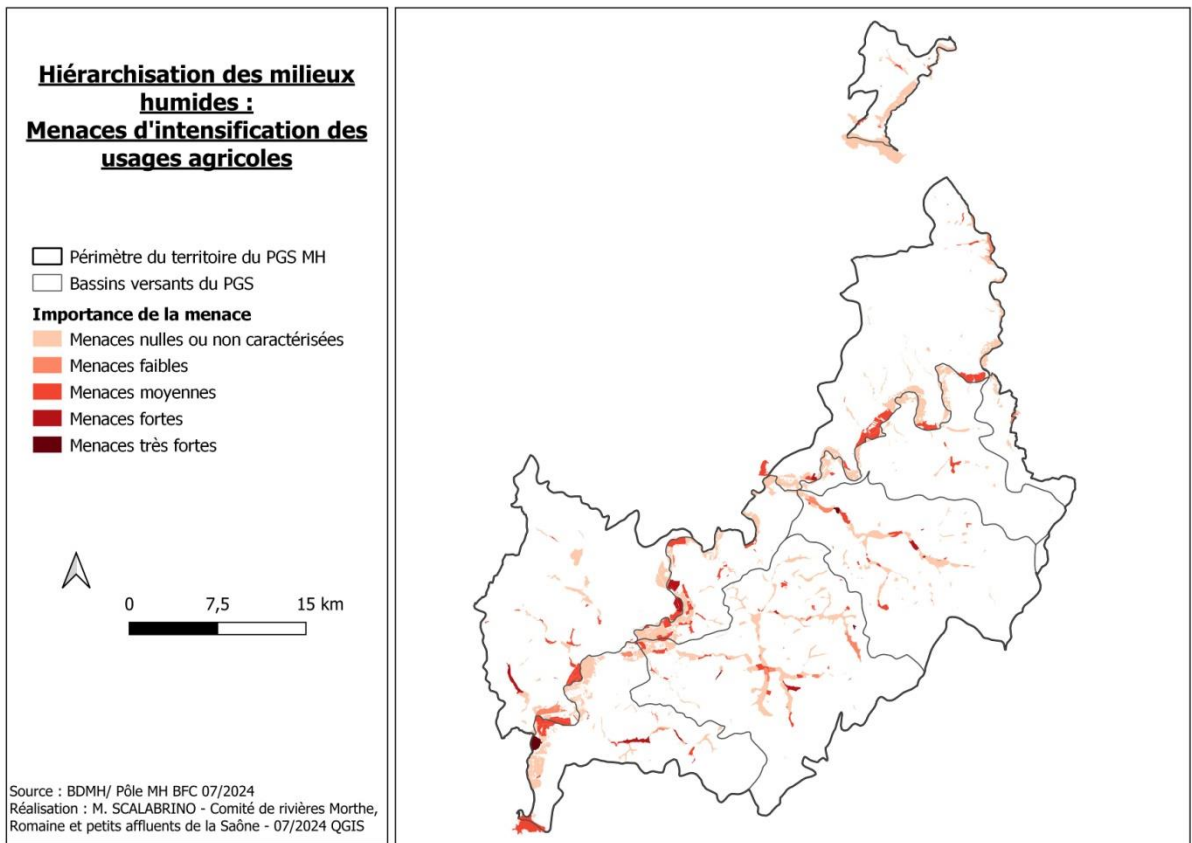 Hiérarchisation des milieux
humides :
Menaces d'intensification des
usages agricoles
Périmètre du territoire du PGS MH
Bassins versants du PGS
Importance de la menace
Menaces nulles ou non caractérisées
Menaces faibles
Menaces moyennes
Menaces fortes
Menaces très fortes
0 7,5 15 km
Source : BDMH/ Pôle MH BFC 07/2024
Réalisation : M. SCALABRINO - Comité de rivières Morthe,
Romaine et petits affluents de la Saône - 07/2024 QGIS